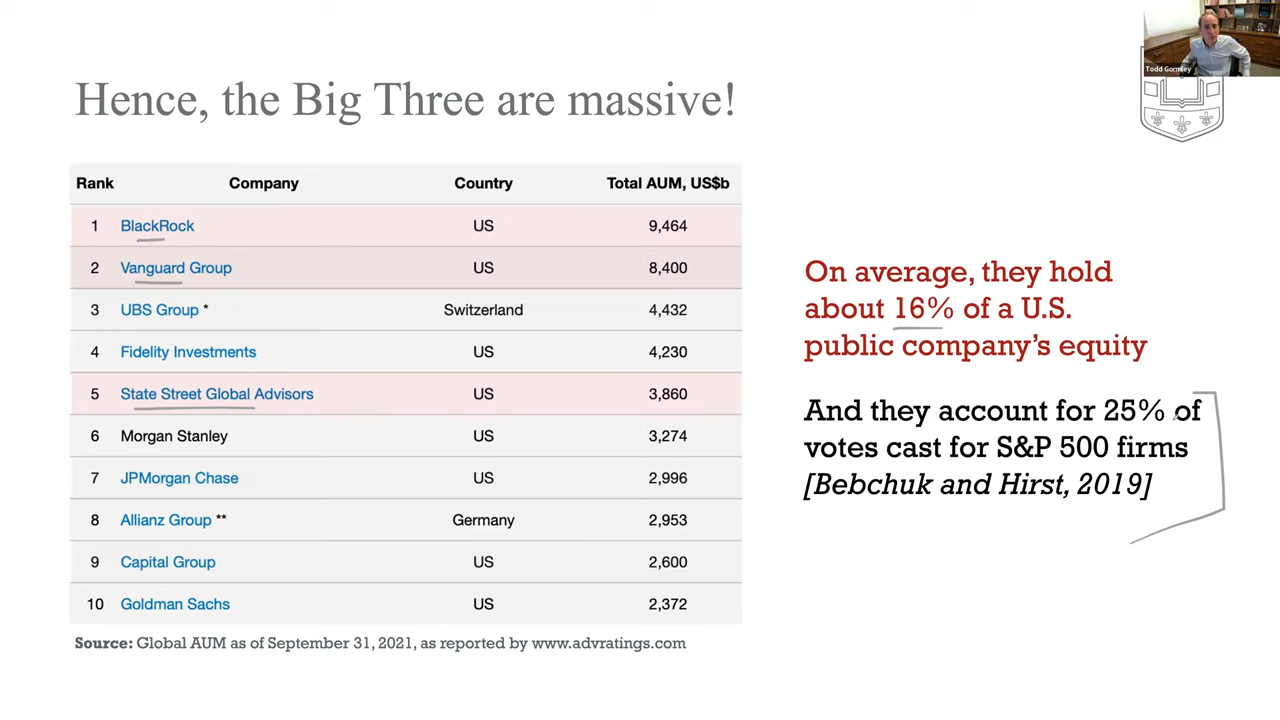 Todd Gormley
Hence, the Big Three are massive!
Rank Company Country Total AUM, US$b
1 BlackRock US 9,464
2 Vanguard Group US 8,400
3 UBS Group * Switzerland 4,432
4 Fidelity Investments US 4,230
5 State Street Global Advisors US 3,860
6 Morgan Stanley US 3,274
7 JPMorgan Chase US 2,996
8 Allianz Group ** Germany 2,953
9 Capital Group US 2,600
10 Goldman Sachs US 2,372
Source: Global AUM as of September 31, 2021, as reported by www.advratings.com
On average, they hold
about 16% of a U.S.
public company's equity
And they account for 25% of
votes cast for S&P 500 firms
[Bebchuk and Hirst, 2019]